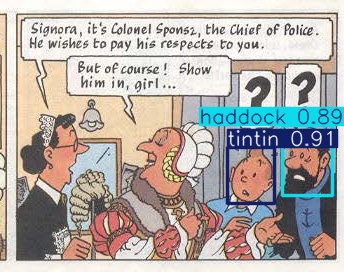 Signora, it's Colonel Sponsz, the Chief of Police.
He wishes to pay his respects to you.
But of course! Show
him in, girl...
? ?
haddock 0.89
tintin 0.91